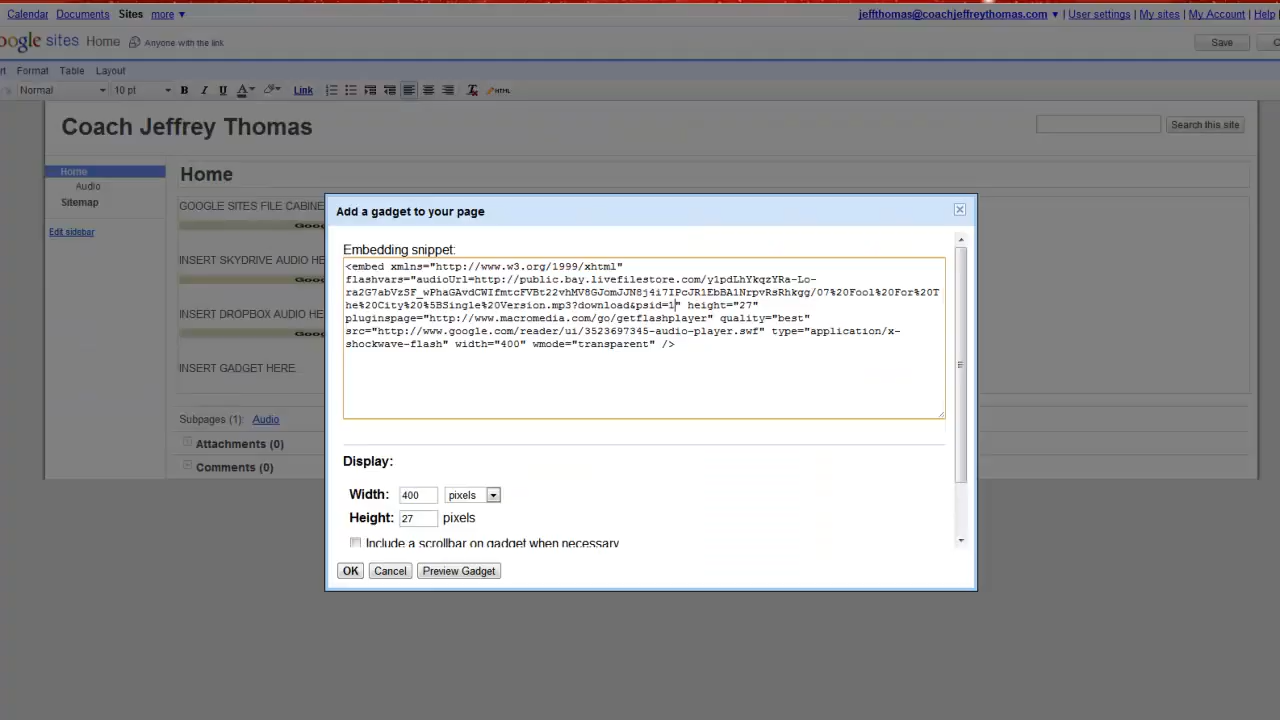 Calendar Documents Sites more ▼ jeffthomas@coachjeffreythomas.com ▼ | User settings | My sites | My Account | Help |
oogle sites Home Anyone with the link Save
Format Table Layout
Normal 10 pt B I U A Link HTML
Coach Jeffrey Thomas
Search this site
Home
Audio
Sitemap
Edit sidebar
Home
GOOGLE SITES FILE CABINE
Goo
INSERT SKYDRIVE AUDIO HE
Goo
INSERT DROPBOX AUDIO HE
Goo
INSERT GADGET HERE
Subpages (1): Audio
Attachments (0)
Comments (0)
Add a gadget to your page
Embedding snippet:
<embed xmlns="http://www.w3.org/1999/xhtml"
flashvars="audioUrl=http://public.bay.livefilestore.com/y1pdLhYkqzYRa-Lo-
ra2G7abVzSF_wPhaGAvdCWIfmtcFVBt22vhMV8GJomJJN8j4i7IPcJR1EbBA1NrpvRsRhkgg/07%20Fool%20For%20T
he%20City%20%5BSingle%20Version.mp3?download&psid=1" height="27"
pluginspage="http://www.macromedia.com/go/getflashplayer" quality="best"
src="http://www.google.com/reader/ui/3523697345-audio-player.swf" type="application/x-
shockwave-flash" width="400" wmode="transparent" />
Display:
Width: 400 pixels
Height: 27 pixels
Include a scrollbar on gadget when necessary
OK Cancel Preview Gadget